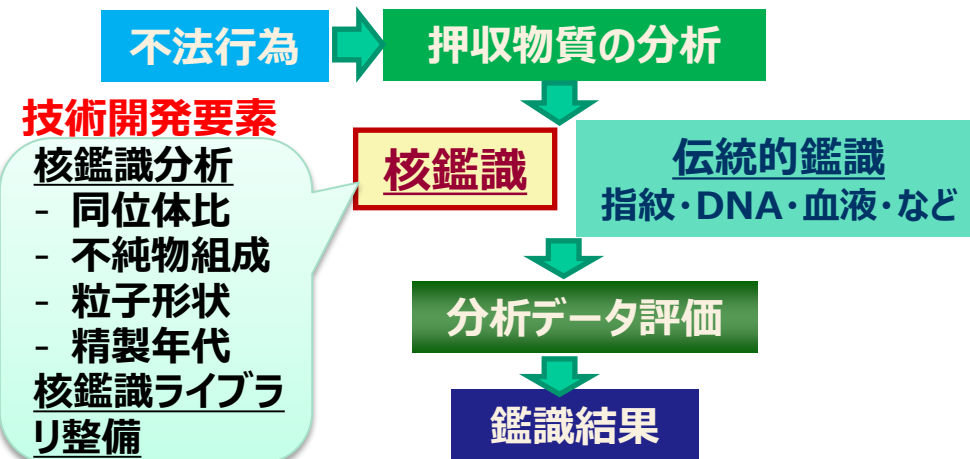 不法行為
押収物質の分析
技術開発要素
核鑑識分析
- 同位体比
- 不純物組成
- 粒子形状
- 精製年代
核鑑識ライブラ
リ整備
核鑑識
伝統的鑑識
指紋・DNA・血液・など
分析データ評価
鑑識結果